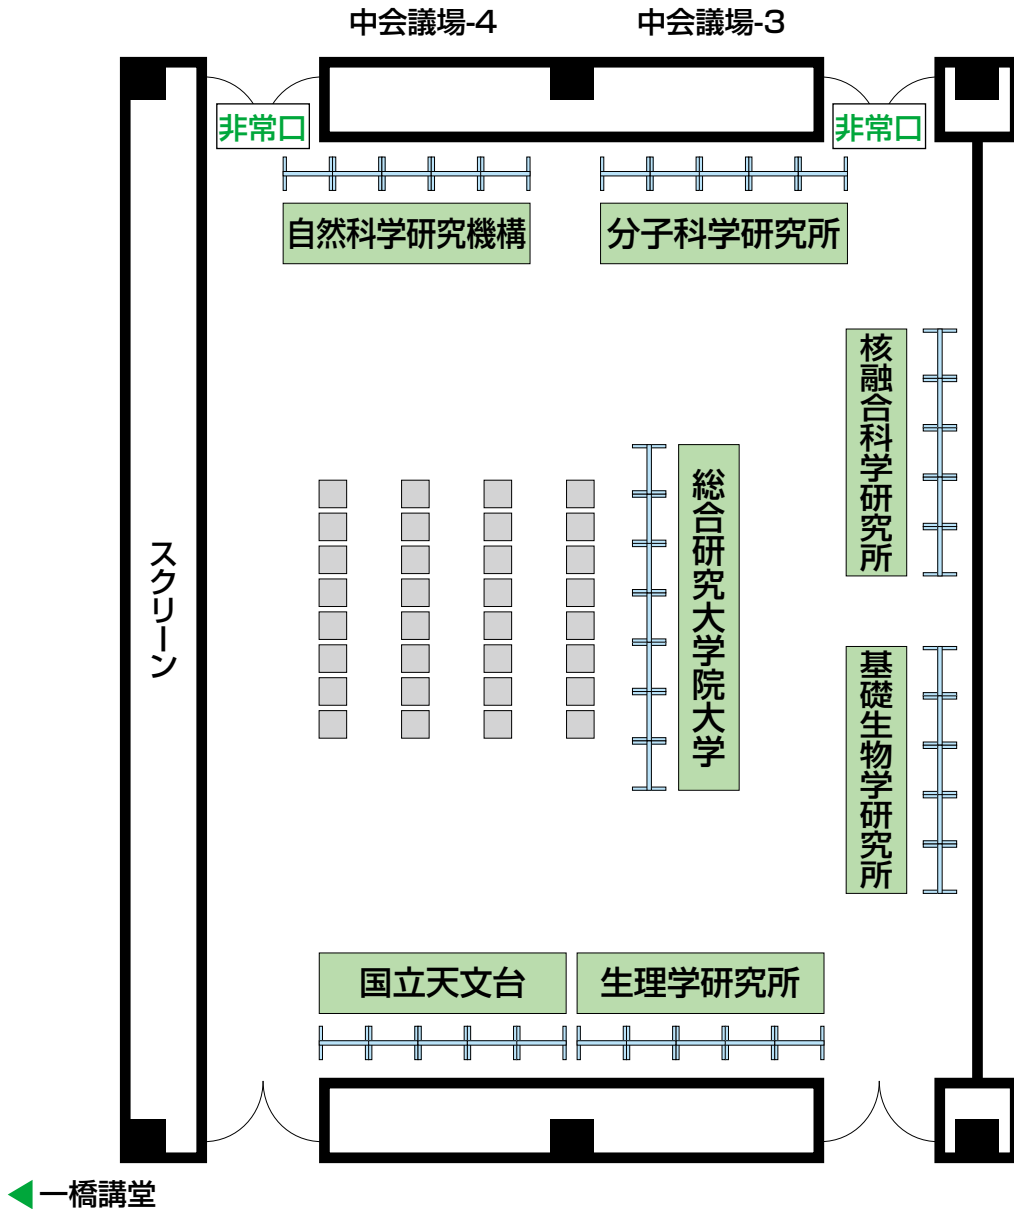 中会議場-4
中会議場-3
非常口
非常口
自然科学研究機構
分子科学研究所
核融合科学研究所
総合研究大学院大学
スクリーン
基礎生物学研究所
国立天文台
生理学研究所
一橋講堂